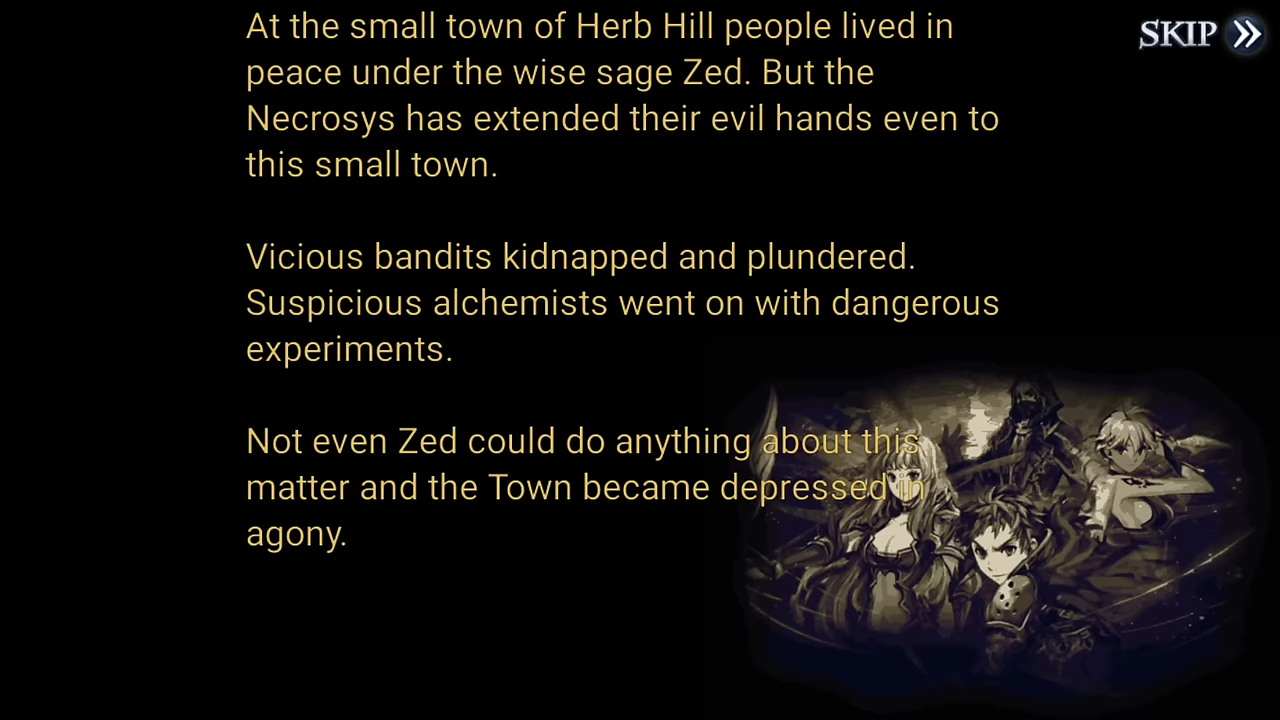 At the small town of Herb Hill people lived in
SKIP
peace under the wise sage Zed. But the
Necrosys has extended their evil hands even to
this small town.
Vicious bandits kidnapped and plundered.
Suspicious alchemists went on with dangerous
experiments.
Not even Zed could do anything about this
matter and the Town became depressed in
agony.